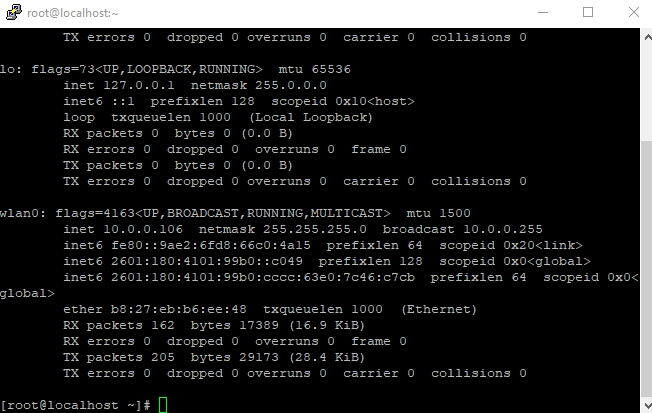 root@localhost:~
TX errors 0  dropped 0 overruns 0  carrier 0  collisions 0
lo: flags=73<UP,LOOPBACK,RUNNING>  mtu 65536
inet 127.0.0.1  netmask 255.0.0.0
inet6 ::1  prefixlen 128  scopeid 0x10<host>
loop  txqueuelen 1000  (Local Loopback)
RX packets 0  bytes 0 (0.0 B)
RX errors 0  dropped 0  overruns 0  frame 0
TX packets 0  bytes 0 (0.0 B)
TX errors 0  dropped 0 overruns 0  carrier 0  collisions 0
wlan0: flags=4163<UP,BROADCAST,RUNNING,MULTICAST>  mtu 1500
inet 10.0.0.106  netmask 255.255.255.0  broadcast 10.0.0.255
inet6 fe80::9ae2:6fd8:66c0:4a15  prefixlen 64  scopeid 0x20<link>
inet6 2601:180:4101:99b0::c049  prefixlen 128  scopeid 0x0<global>
inet6 2601:180:4101:99b0:cccc:63e0:7c46:c7cb  prefixlen 64  scopeid 0x0<
global>
ether b8:27:eb:b6:ee:48  txqueuelen 1000  (Ethernet)
RX packets 162  bytes 17389 (16.9 KiB)
RX errors 0  dropped 0  overruns 0  frame 0
TX packets 205  bytes 29173 (28.4 KiB)
TX errors 0  dropped 0 overruns 0  carrier 0  collisions 0
[root@localhost ~]#